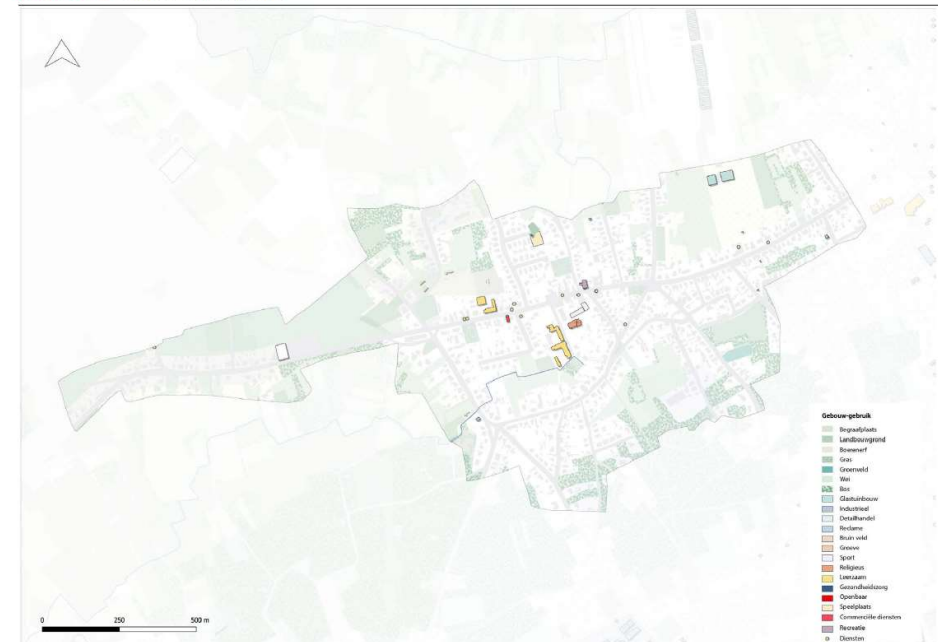 Gebouw-gebruik
Begraafplaats
Landbouwgrond
Boerenerf
Gras
Groenveld
Wei
Bos
Glastuinbouw
Industrieel
Detailhandel
Reclame
Bruin veld
Groeve
Sport
Religieus
Leerzaam
Gezondheidszorg
Openbaar
Speelplaats
Commerciële diensten
Recreatie
Diensten
0 250 500 m